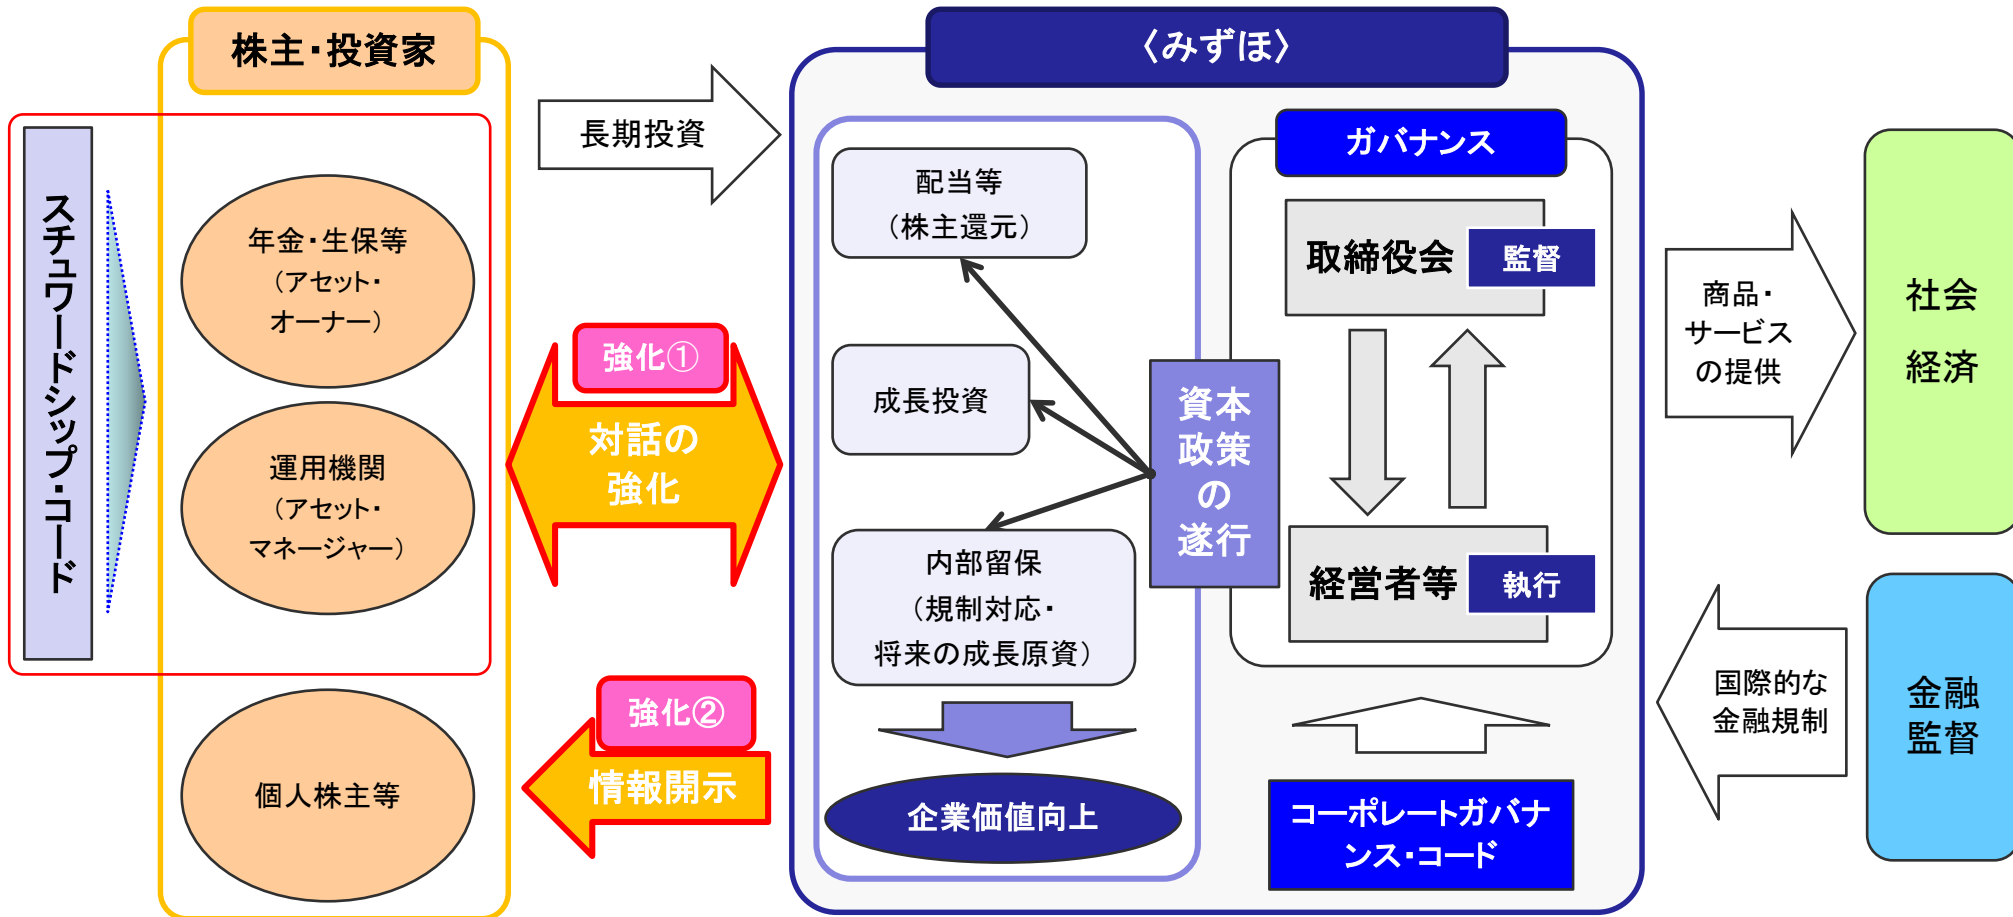 株主・投資家
スチュワードシップ・コード
年金・生保等
（アセット・
オーナー）
運用機関
（アセット・
マネージャー）
個人株主等
長期投資
強化①
対話の
強化
強化②
情報開示
〈みずほ〉
配当等
（株主還元）
成長投資
内部留保
（規制対応・
将来の成長原資）
企業価値向上
資本
政策
の
遂行
ガバナンス
取締役会
監督
経営者等
執行
コーポレートガバナ
ンス・コード
商品・
サービス
の提供
国際的な
金融規制
社会
経済
金融
監督